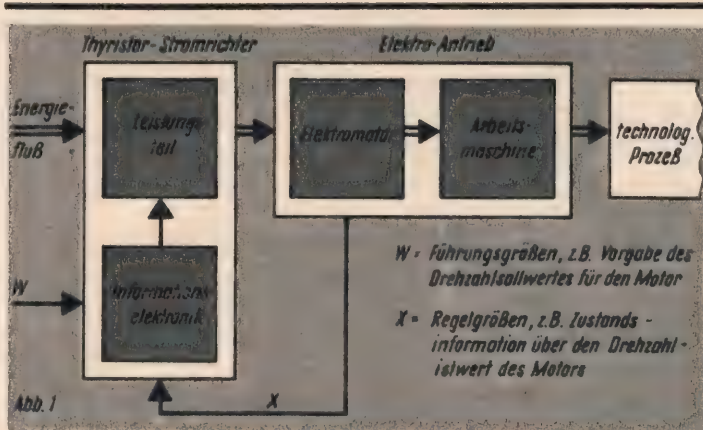 Thyristor-Stromrichter
Elektro-Antrieb
Energie-
fluß
Leistungs-
teil
Elektromotor
Arbeits-
maschine
technolog.
Prozeß
W
Informations-
elektronik
W = Führungsgrößen, z.B. Vorgabe des
Drehzahlsollwertes für den Motor
X = Regelgrößen, z.B. Zustands-
information über den Drehzahl-
istwert des Motors
Abb. 1
X